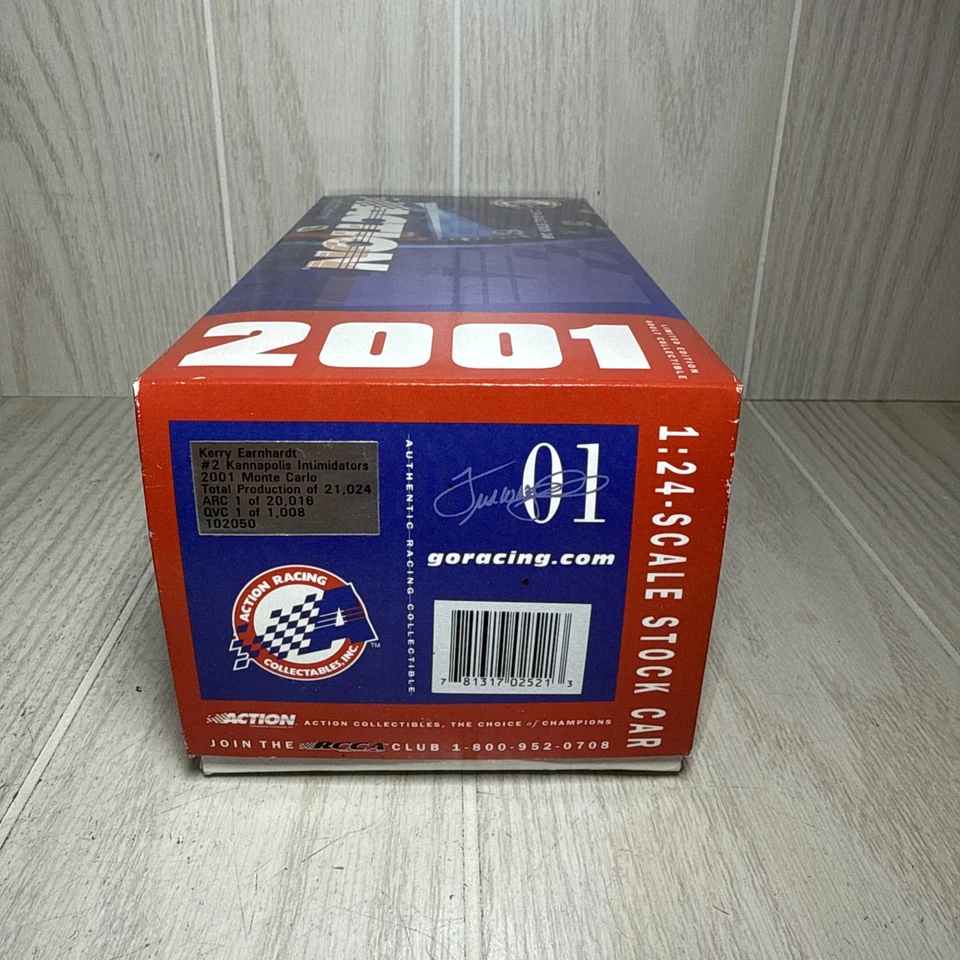 ACTION
2001
LIMITED EDITION
ADULT COLLECTIBLE
Kerry Earnhardt
#2 Kannapolis Intimidators
2001 Monte Carlo
Total Production of 21,024
ARC 1 of 20,016
QVC 1 of 1,008
102050
AUTHENTIC RACING COLLECTIBLE
01
goracing.com
ACTION RACING
COLLECTABLES, INC.
TM
7 81317 02521 3
1:24-SCALE STOCK CAR
ACTION ACTION COLLECTIBLES, THE CHOICE of CHAMPIONS
JOIN THE RCCA CLUB 1-800-952-0708